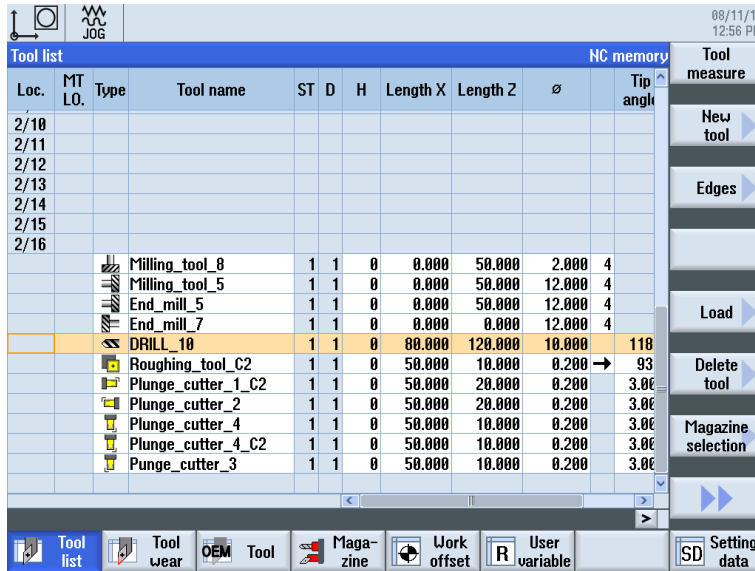 08/11/1
JOG
12:56 P
Tool list NC memory
Tool measure
Loc. MT LO. Type Tool name ST D H Length X Length Z ø Tip angle
2/10
New tool
2/11
2/12
2/13
Edges
2/14
2/15
2/16
Milling_tool_8 1 1 0 0.000 50.000 2.000 4
Milling_tool_5 1 1 0 0.000 50.000 12.000 4
End_mill_5 1 1 0 0.000 50.000 12.000 4
Load
End_mill_7 1 1 0 0.000 0.000 12.000 4
DRILL_10 1 1 0 80.000 120.000 10.000 118
Roughing_tool_C2 1 1 0 50.000 10.000 0.200 → 93
Delete tool
Plunge_cutter_1_C2 1 1 0 50.000 20.000 0.200 3.00
Plunge_cutter_2 1 1 0 50.000 20.000 0.200 3.00
Plunge_cutter_4 1 1 0 50.000 10.000 0.200 3.00
Magazine selection
Plunge_cutter_4_C2 1 1 0 50.000 10.000 0.200 3.00
Punge_cutter_3 1 1 0 50.000 10.000 0.200 3.00
Tool list
Tool wear
OEM Tool
Maga-
zine
Work offset
R User variable
SD Setting data